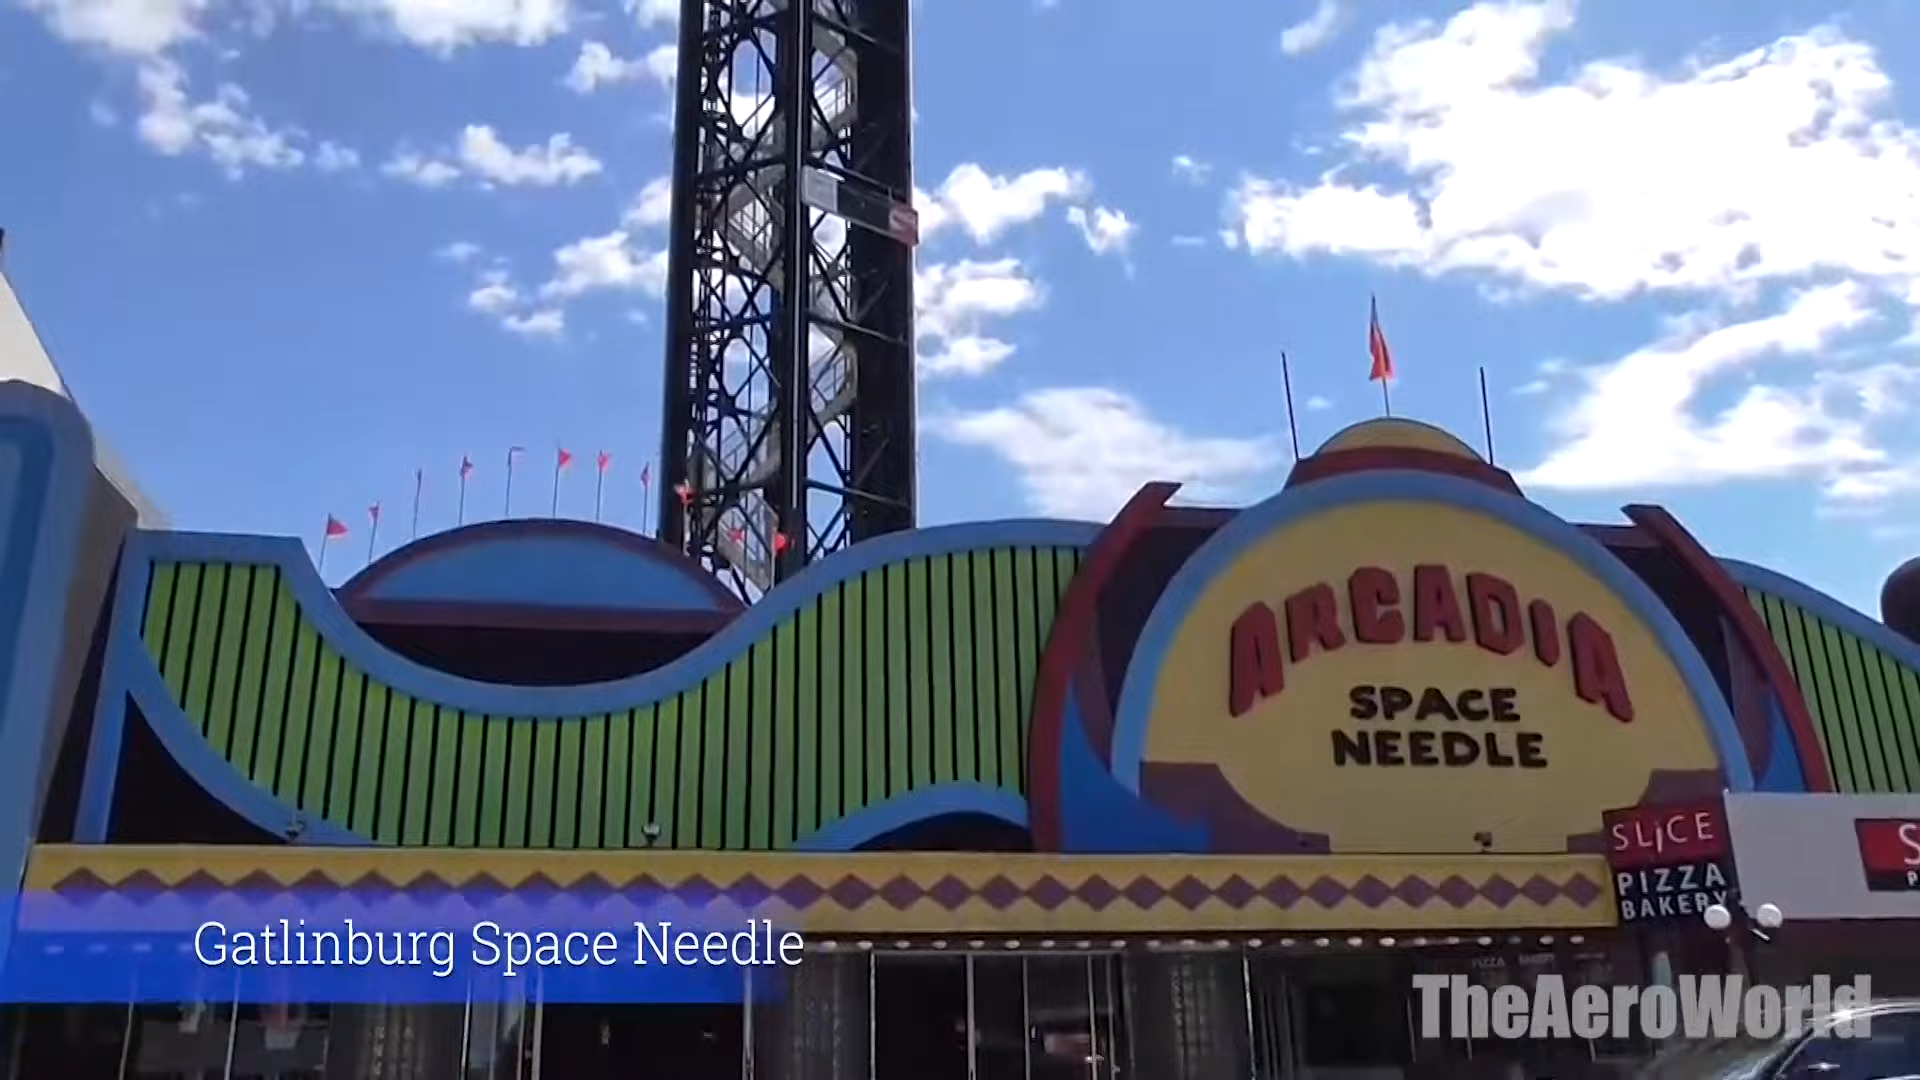 ARCADIA
SPACE
NEEDLE
SLiCE
PIZZA
BAKERY
Gatlinburg Space Needle
TheAeroWorld